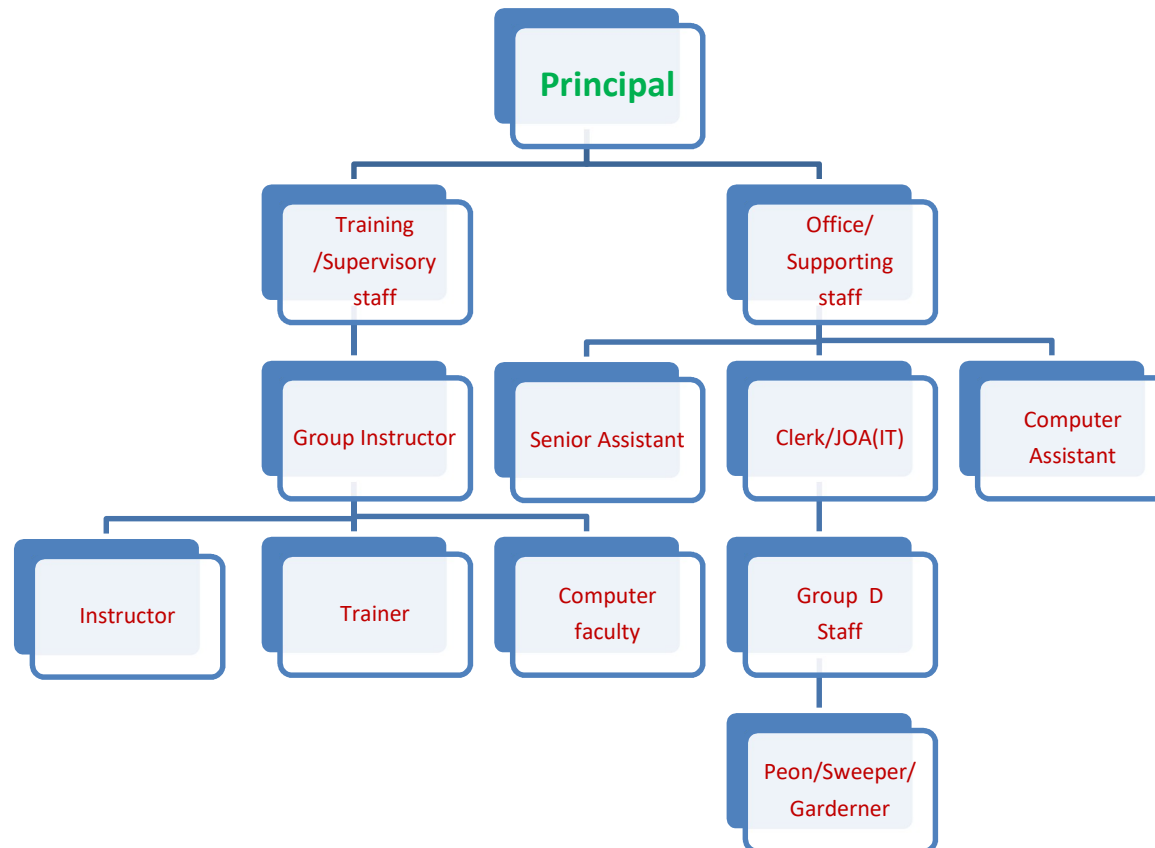 Principal
Training
/Supervisory
staff
Office/
Supporting
staff
Group Instructor
Senior Assistant
Clerk/JOA(IT)
Computer
Assistant
Instructor
Trainer
Computer
faculty
Group D
Staff
Peon/Sweeper/
Garderner